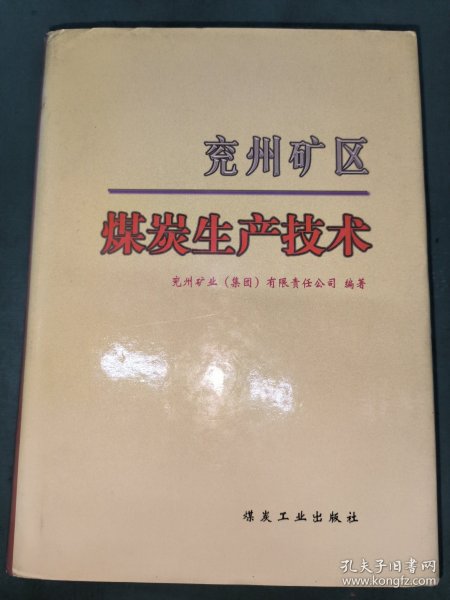 兖州矿区
煤炭生产技术
兖州矿业（集团）有限责任公司 编著
煤炭工业出版社
孔夫子旧书网
www.kongfz.com